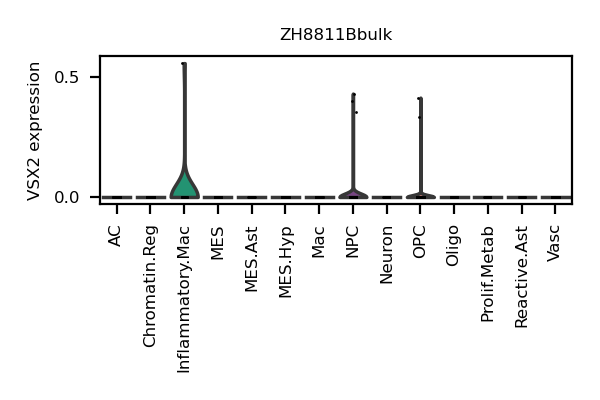 ZH8811Bbulk
VSX2 expression
0.5
0.0
AC
Chromatin.Reg
Inflammatory.Mac
MES
MES.Ast
MES.Hyp
Mac
NPC
Neuron
OPC
Oligo
Prolif.Metab
Reactive.Ast
Vasc